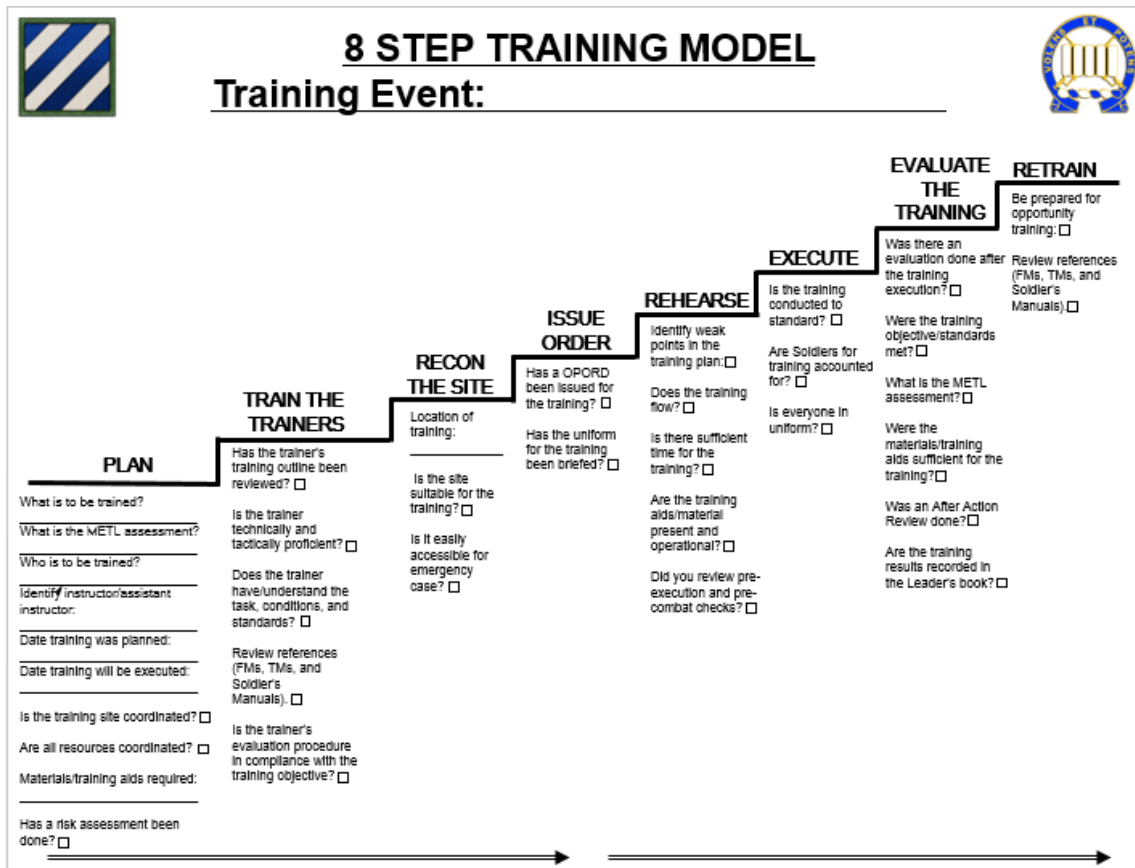 8 STEP TRAINING MODEL
Training Event:
VOLENS ET POTENS
PLAN
What is to be trained?
What is the METL assessment?
Who is to be trained?
Identify instructor/assistant
instructor:
Date training was planned:
Date training will be executed:
Is the training site coordinated?
Are all resources coordinated?
Materials/training aids required:
Has a risk assessment been
done?
TRAIN THE
TRAINERS
Has the trainer's
training outline been
reviewed?
Is the trainer
technically and
tactically proficient?
Does the trainer
have/understand the
task, conditions, and
standards?
Review references
(FMs, TMs, and
Soldier's
Manuals).
Is the trainer's
evaluation procedure
in compliance with the
training objective?
RECON
THE SITE
Location of
training:
Is the site
suitable for the
training?
Is it easily
accessible for
emergency
case?
ISSUE
ORDER
Has a OPORD
been issued for
the training?
Has the uniform
for the training
been briefed?
REHEARSE
Identify weak
points in the
training plan:
Does the training
flow?
Is there sufficient
time for the
training?
Are the training
aids/material
present and
operational?
Did you review pre-
execution and pre-
combat checks?
EXECUTE
Is the training
conducted to
standard?
Are Soldiers for
training accounted
for?
Is everyone in
uniform?
EVALUATE
THE
TRAINING
Was there an
evaluation done after
the training
execution?
Were the training
objective/standards
met?
What is the METL
assessment?
Were the
materials/training
aids sufficient for the
training?
Was an After Action
Review done?
Are the training
results recorded in
the Leader's book?
RETRAIN
Be prepared for
opportunity
training:
Review references
(FMs, TMs, and
Soldier's
Manuals).